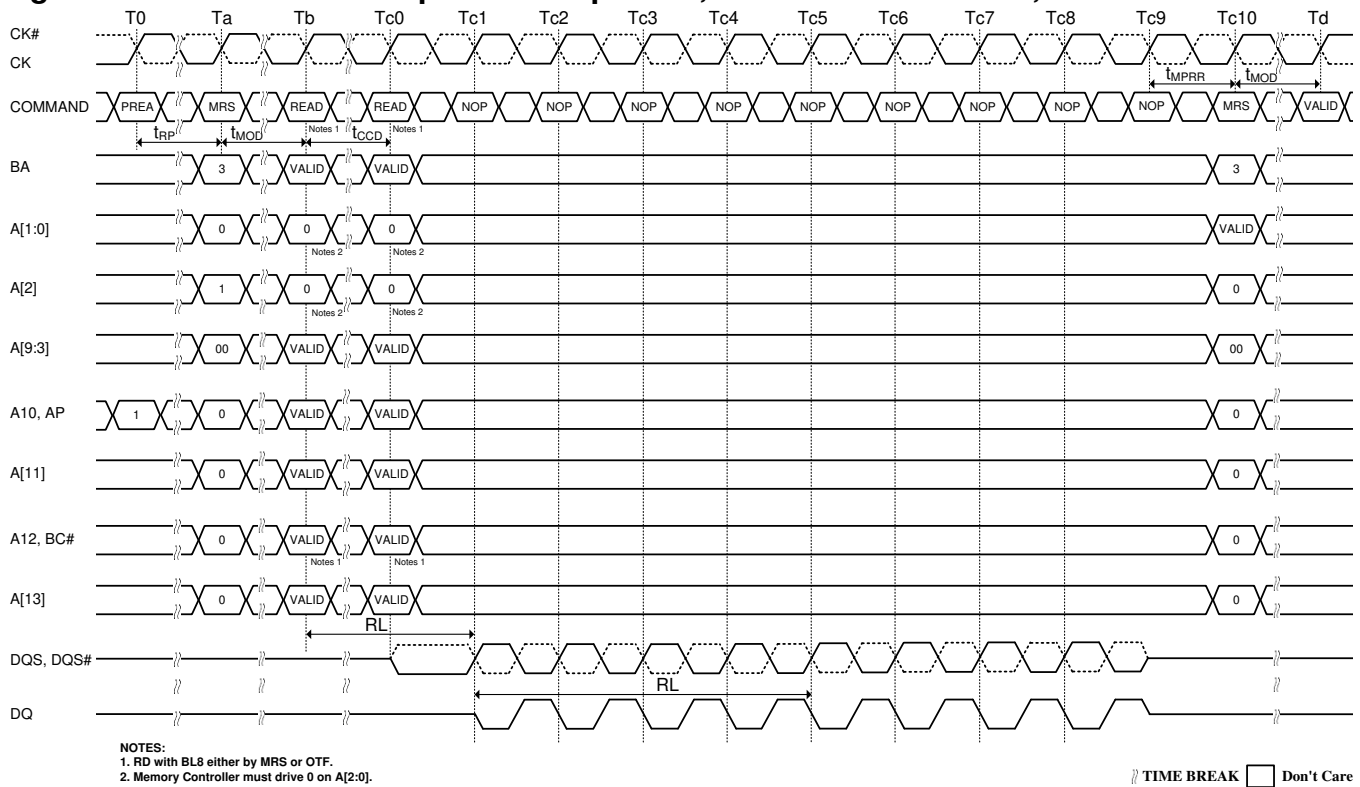 T0 Ta Tb Tc0 Tc1 Tc2 Tc3 Tc4 Tc5 Tc6 Tc7 Tc8 Tc9 Tc10 Td
CK#
CK
tMPRR tMOD
COMMAND PREA MRS READ READ NOP NOP NOP NOP NOP NOP NOP NOP NOP MRS VALID
Notes 1 Notes 1
tRP tMOD tCCD
BA 3 VALID VALID 3
A[1:0] 0 0 0 VALID
Notes 2 Notes 2
A[2] 1 0 0 0
Notes 2 Notes 2
A[9:3] 00 VALID VALID 00
A10, AP 1 0 VALID VALID 0
A[11] 0 VALID VALID 0
A12, BC# 0 VALID VALID 0
Notes 1 Notes 1
A[13] 0 VALID VALID 0
RL
DQS, DQS#
RL
DQ
NOTES:
1. RD with BL8 either by MRS or OTF.
2. Memory Controller must drive 0 on A[2:0].
TIME BREAK Don't Care